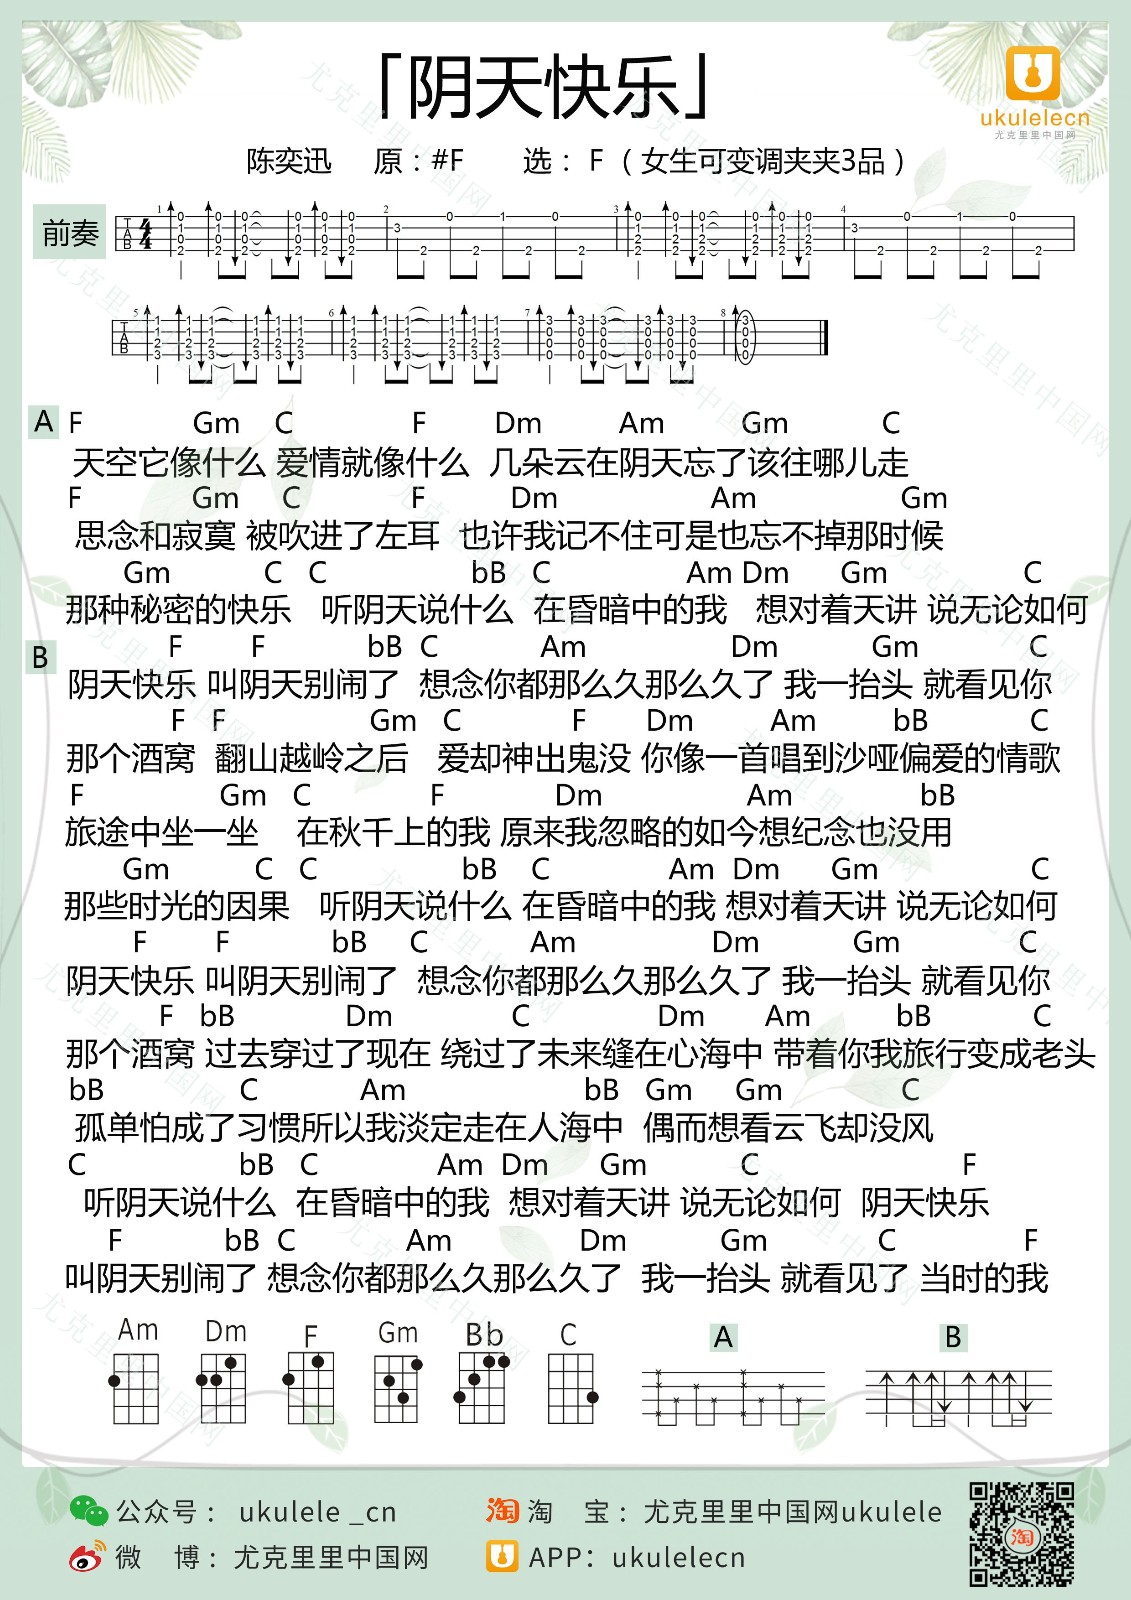 「阴天快乐」
ukulelecn
尤克里里中国网
陈奕迅 原：#F 选： F （ 女生可变调夹夹3品 ）
前奏
A
F Gm C F Dm Am Gm C
天空它像什么 爱情就像什么 几朵云在阴天忘了该往哪儿走
F Gm C F Dm Am Gm
思念和寂寞 被吹进了左耳 也许我记不住可是也忘不掉那时候
Gm C C bB C Am Dm Gm C
那种秘密的快乐 听阴天说什么 在昏暗中的我 想对着天讲 说无论如何
B
F F bB C Am Dm Gm C
阴天快乐 叫阴天别闹了 想念你都那么久那么久了 我一抬头 就看见你
F F Gm C F Dm Am bB C
那个酒窝 翻山越岭之后 爱却神出鬼没 你像一首唱到沙哑偏爱的情歌
F Gm C F Dm Am bB
旅途中坐一坐 在秋千上的我 原来我忽略的如今想纪念也没用
Gm C C bB C Am Dm Gm C
那些时光的因果 听阴天说什么 在昏暗中的我 想对着天讲 说无论如何
F F bB C Am Dm Gm C
阴天快乐 叫阴天别闹了 想念你都那么久那么久了 我一抬头 就看见你
F bB Dm C Dm Am bB C
那个酒窝 过去穿过了现在 绕过了未来缝在心海中 带着你我旅行变成老头
bB C Am bB Gm Gm C
孤单怕成了习惯所以我淡定走在人海中 偶而想看云飞却没风
C bB C Am Dm Gm C F
听阴天说什么 在昏暗中的我 想对着天讲 说无论如何 阴天快乐
F bB C Am Dm Gm C F
叫阴天别闹了 想念你都那么久那么久了 我一抬头 就看见了 当时的我
Am Dm F Gm Bb C A B
公众号： ukulele _cn
淘 宝：尤克里里中国网ukulele
微 博：尤克里里中国网
APP：ukulelecn
淘